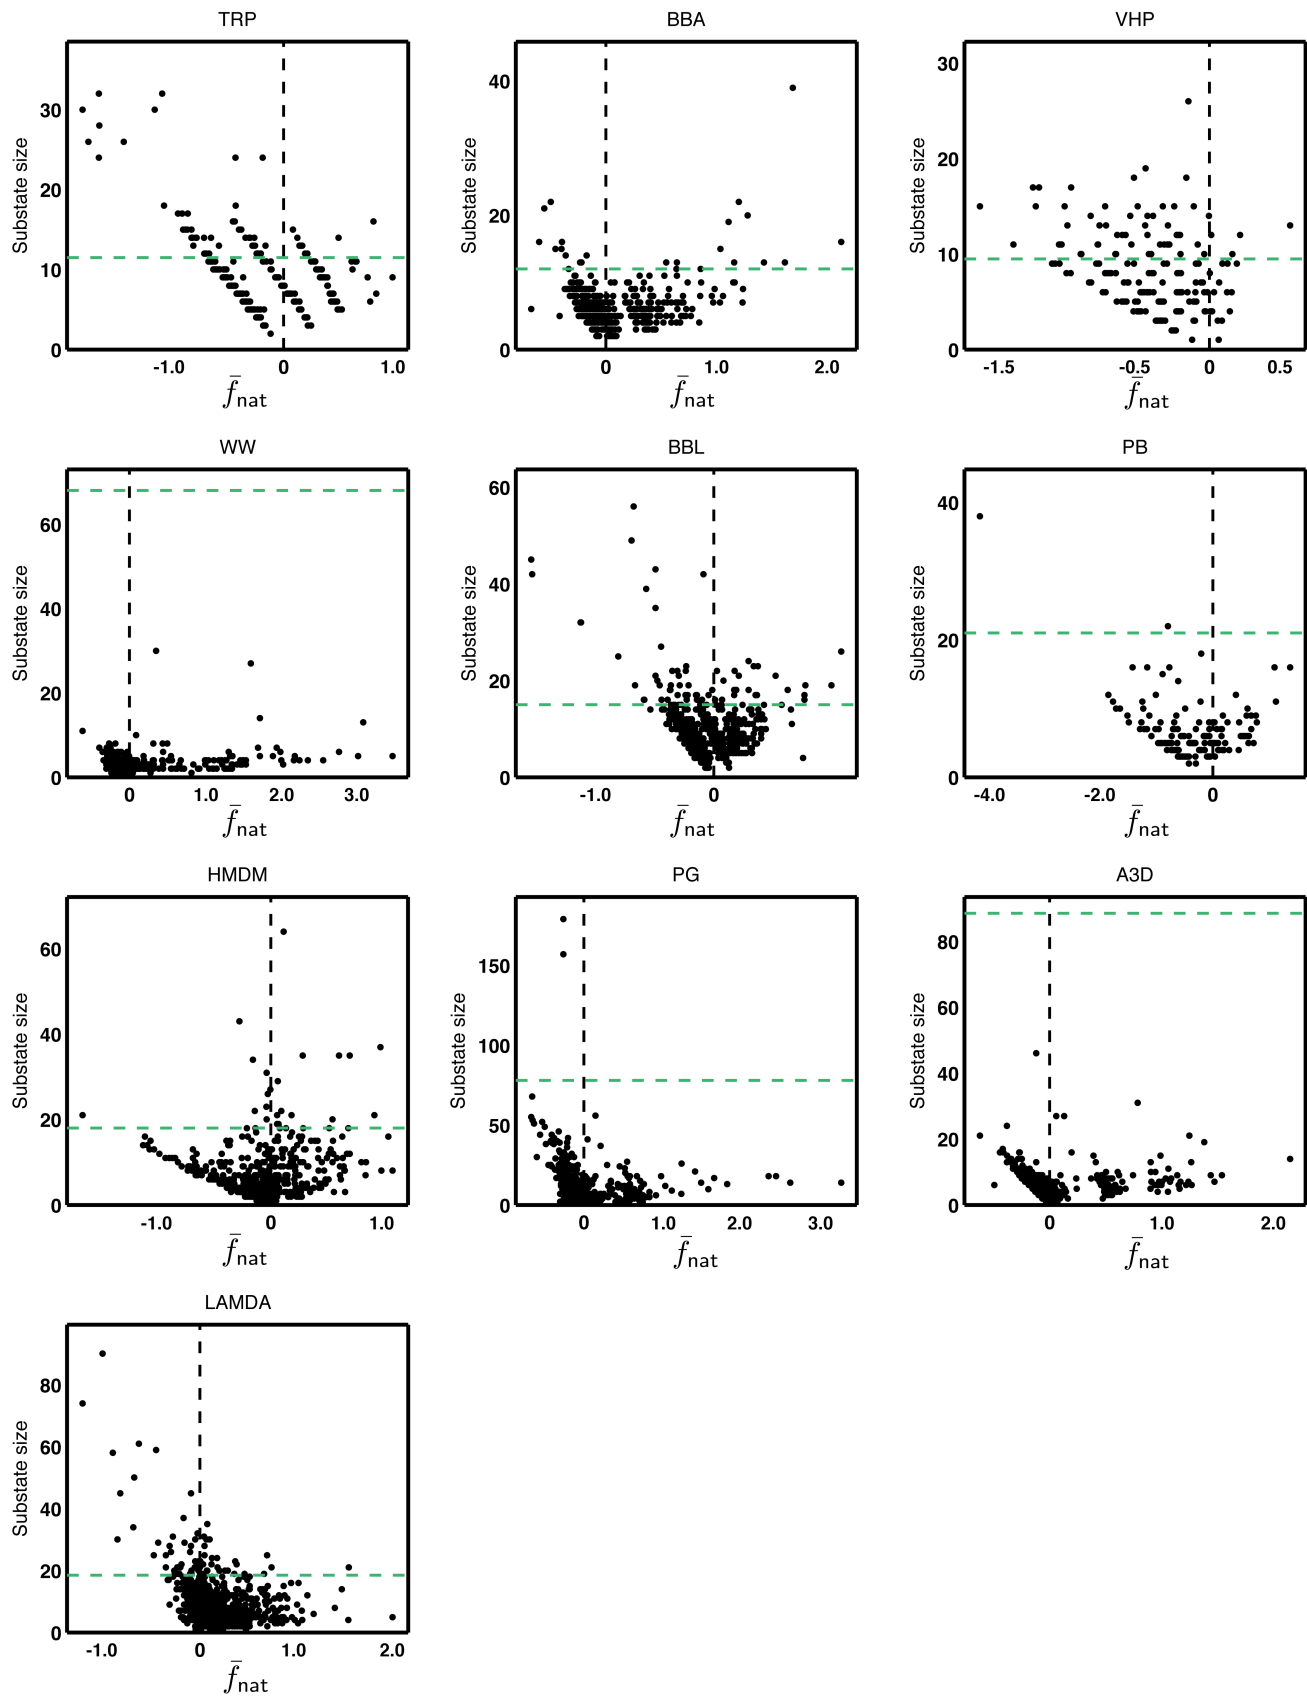 TRP
Substate size
30
20
10
0
-1.0
0
1.0
f̄nat
BBA
Substate size
40
20
0
0
1.0
2.0
f̄nat
VHP
Substate size
30
20
10
0
-1.5
-0.5
0
0.5
f̄nat
WW
Substate size
60
40
20
0
0
1.0
2.0
3.0
f̄nat
BBL
Substate size
60
40
20
0
-1.0
0
f̄nat
PB
Substate size
40
20
0
-4.0
-2.0
0
f̄nat
HMDM
Substate size
60
40
20
0
-1.0
0
1.0
f̄nat
PG
Substate size
150
100
50
0
0
1.0
2.0
3.0
f̄nat
A3D
Substate size
80
60
40
20
0
0
1.0
2.0
f̄nat
LAMDA
Substate size
80
60
40
20
0
-1.0
0
1.0
2.0
f̄nat